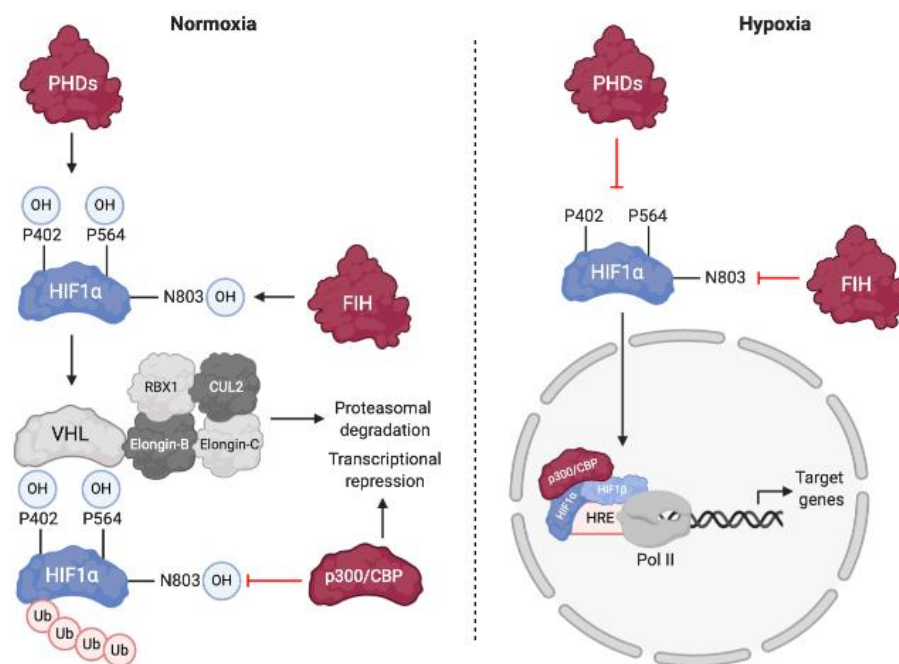 Normoxia
PHDs
OH
OH
P402
P564
HIF1α
N803
OH
FIH
RBX1
CUL2
VHL
Elongin-B
Elongin-C
Proteasomal
degradation
Transcriptional
repression
OH
OH
P402
P564
HIF1α
N803
OH
p300/CBP
Ub
Ub
Ub
Ub
Hypoxia
PHDs
P402
P564
HIF1α
N803
FIH
p300/CBP
HIF1α
HIF1β
HRE
Pol II
Target
genes